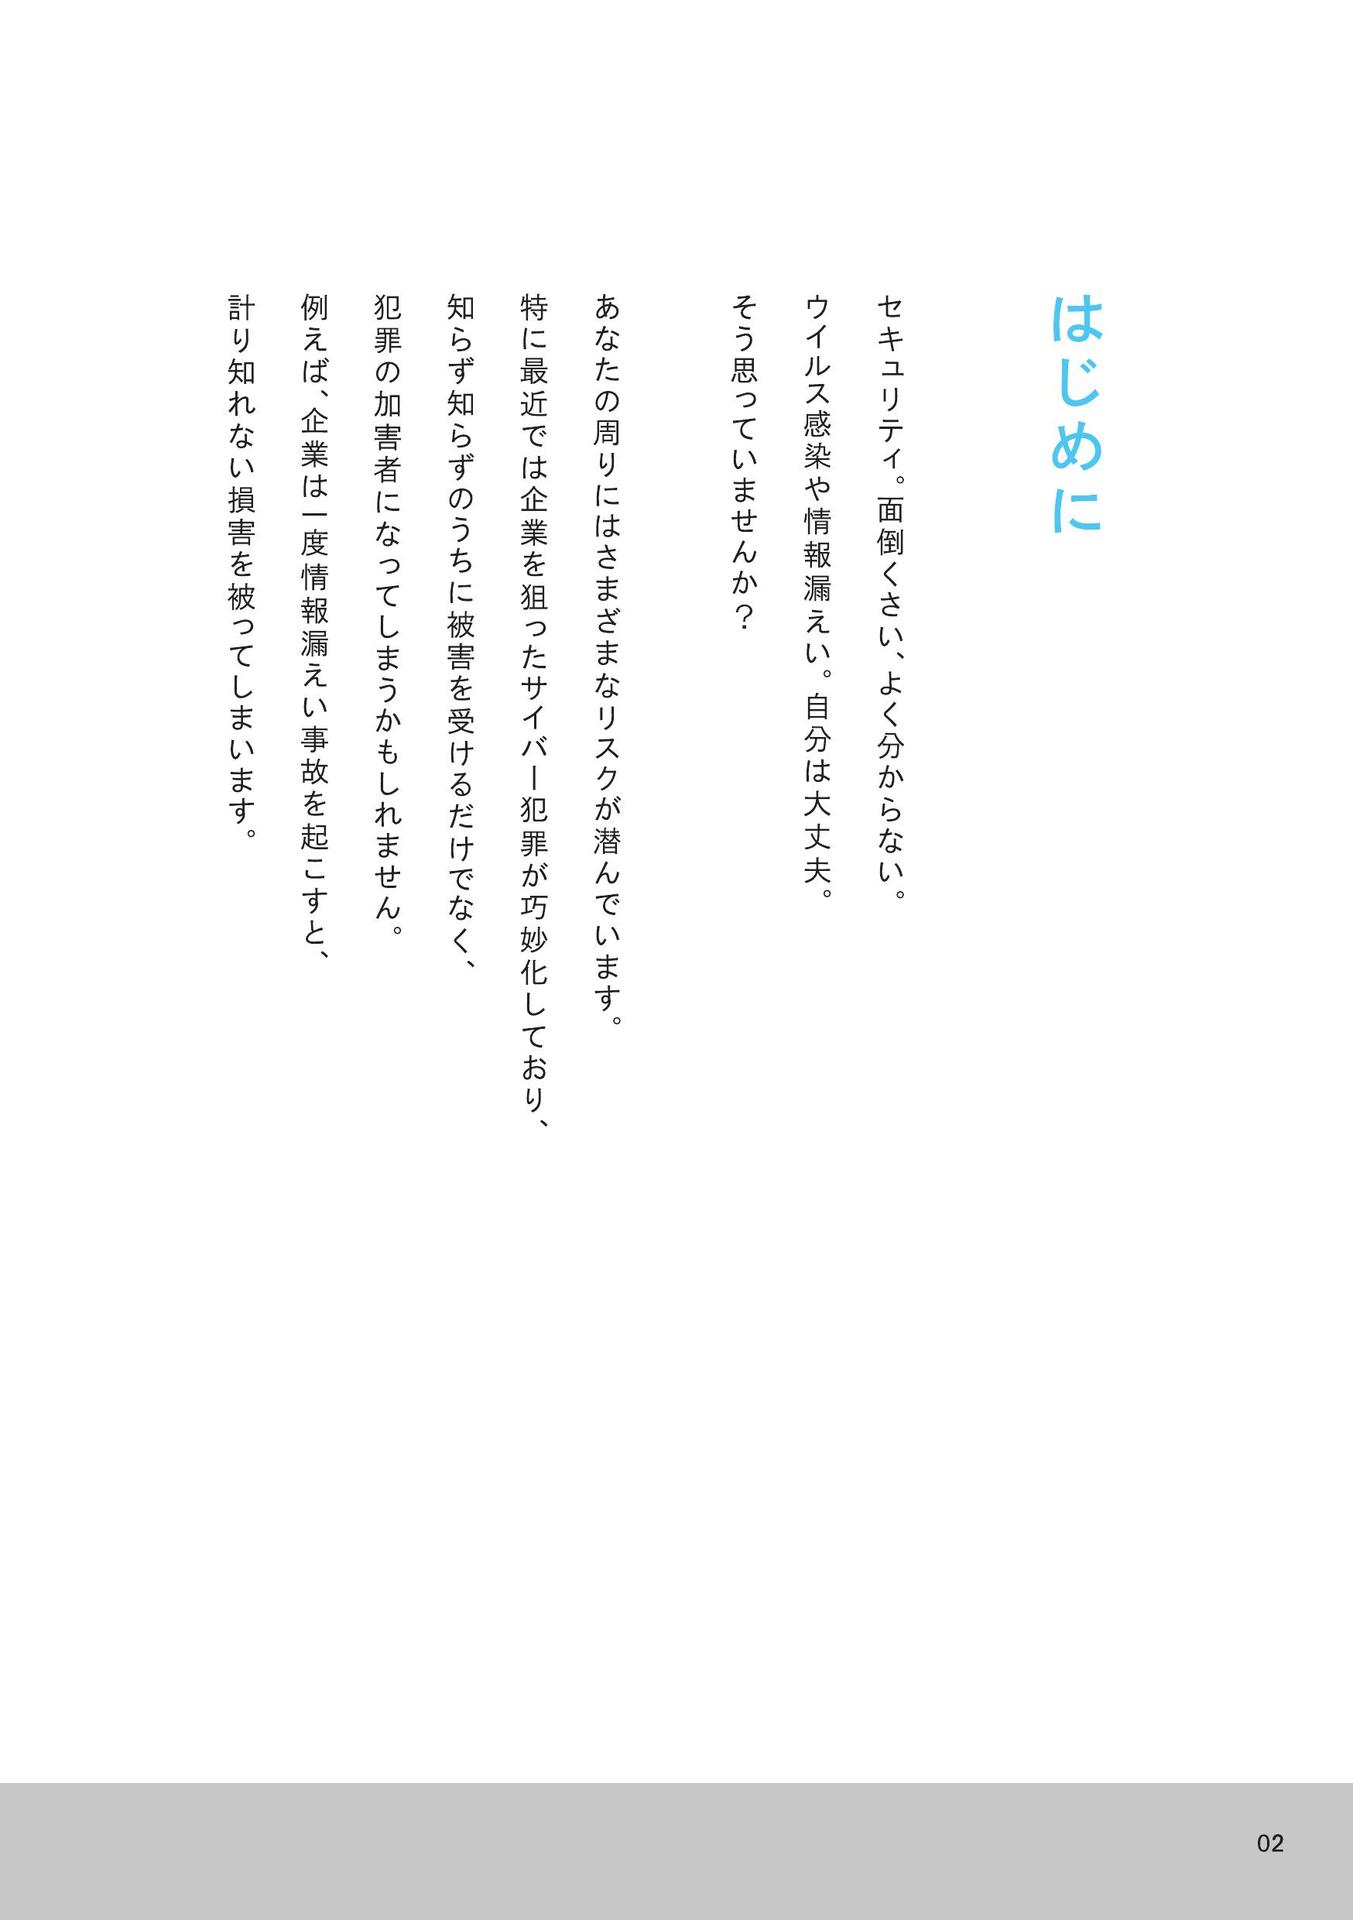 はじめに
セキュリティ。面倒くさい、よく分からない。
ウイルス感染や情報漏えい。自分は大丈夫。
そう思っていませんか？
あなたの周りにはさまざまなリスクが潜んでいます。
特に最近では企業を狙ったサイバー犯罪が巧妙化しており、
知らず知らずのうちに被害を受けるだけでなく、
犯罪の加害者になってしまうかもしれません。
例えば、企業は一度情報漏えい事故を起こすと、
計り知れない損害を被ってしまいます。
02